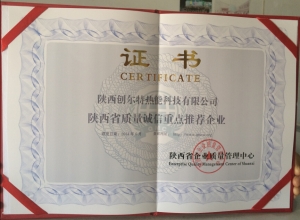 证书
CERTIFICATE
陕西创尔特热能科技有限公司
陕西省质量诚信重点推荐企业
陕西省企业质量管理中心